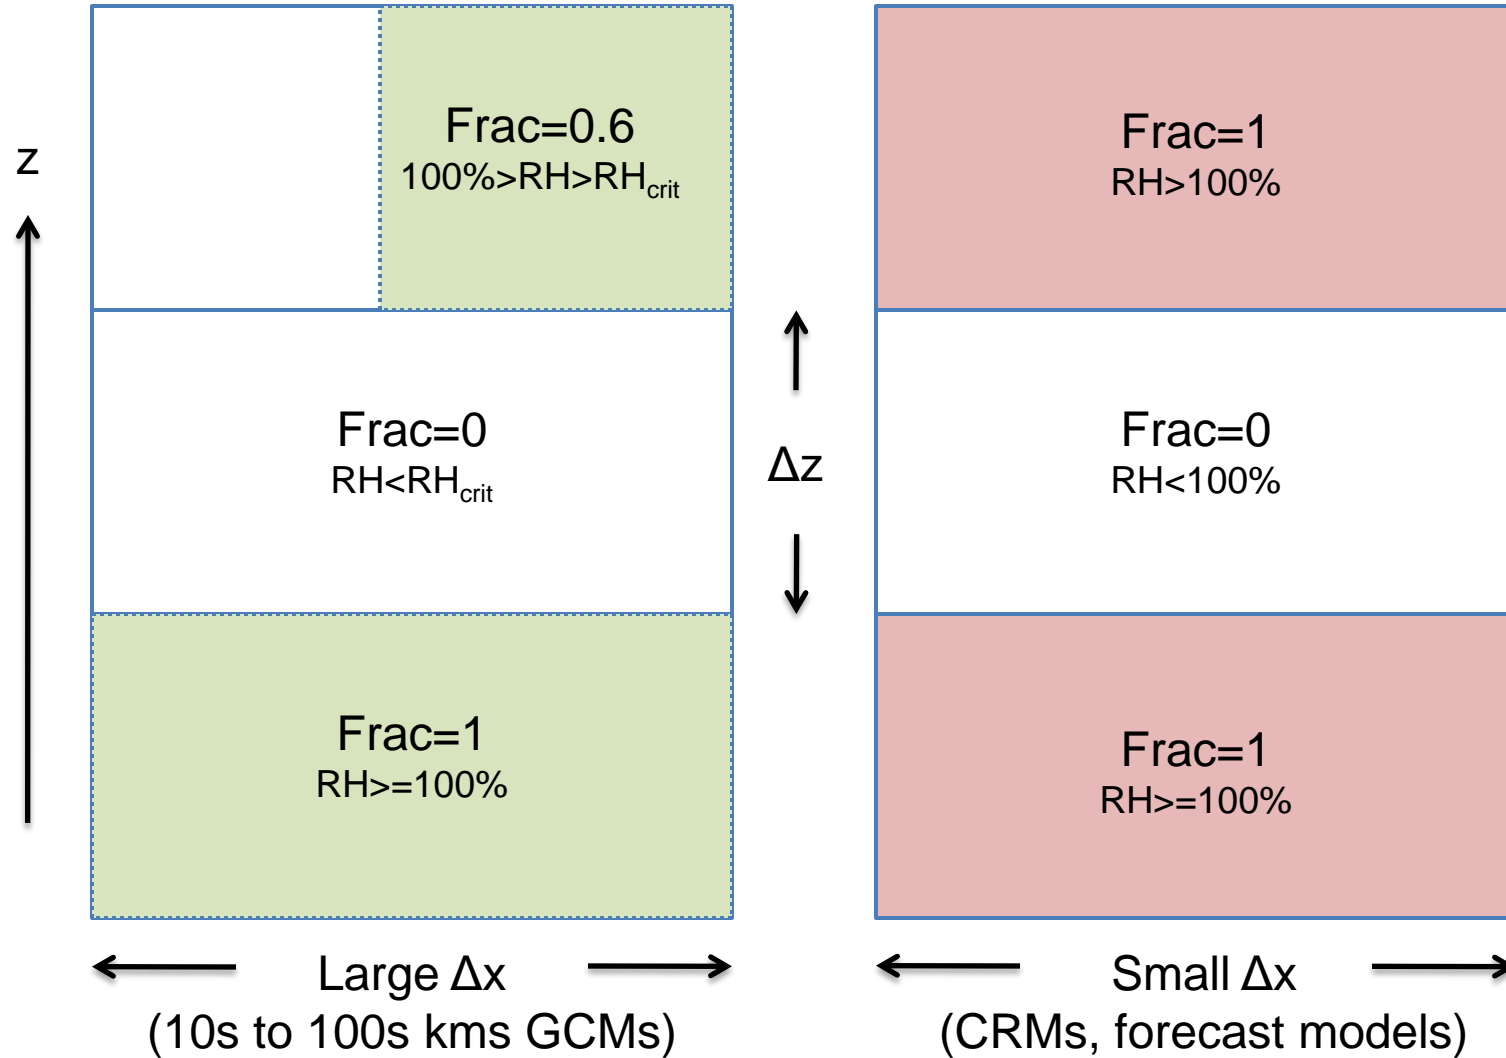 z
Frac=0.6
100%>RH>RHcrit
Frac=0
RH<RHcrit
Frac=1
RH>=100%
Large Δx
(10s to 100s kms GCMs)
Δz
Frac=1
RH>100%
Frac=0
RH<100%
Frac=1
RH>=100%
Small Δx
(CRMs, forecast models)